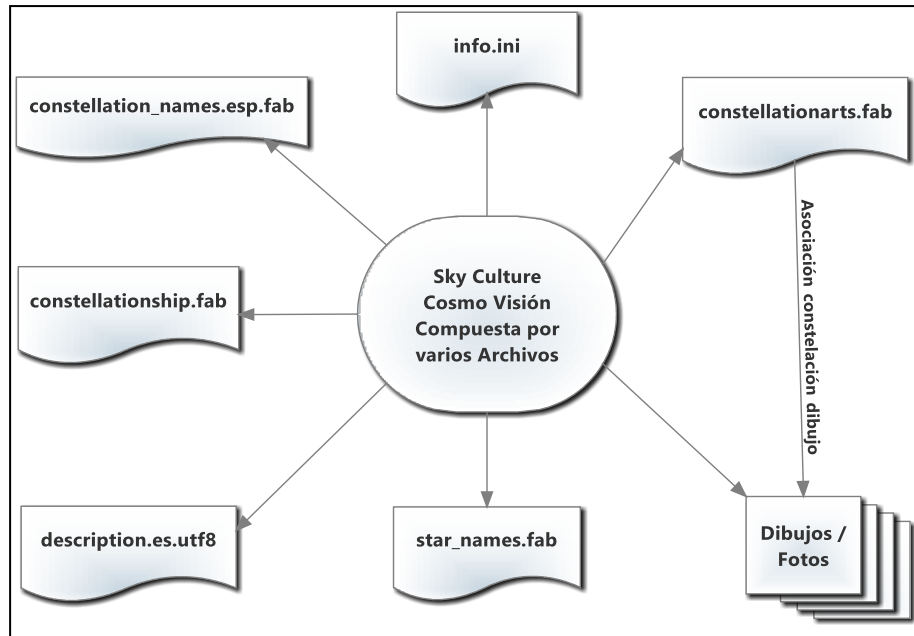 info.ini
constellation_names.esp.fab
constellationarts.fab
Asociación constelación dibujo
Sky Culture
Cosmo Visión
Compuesta por
varios Archivos
constellationship.fab
description.es.utf8
star_names.fab
Dibujos /
Fotos